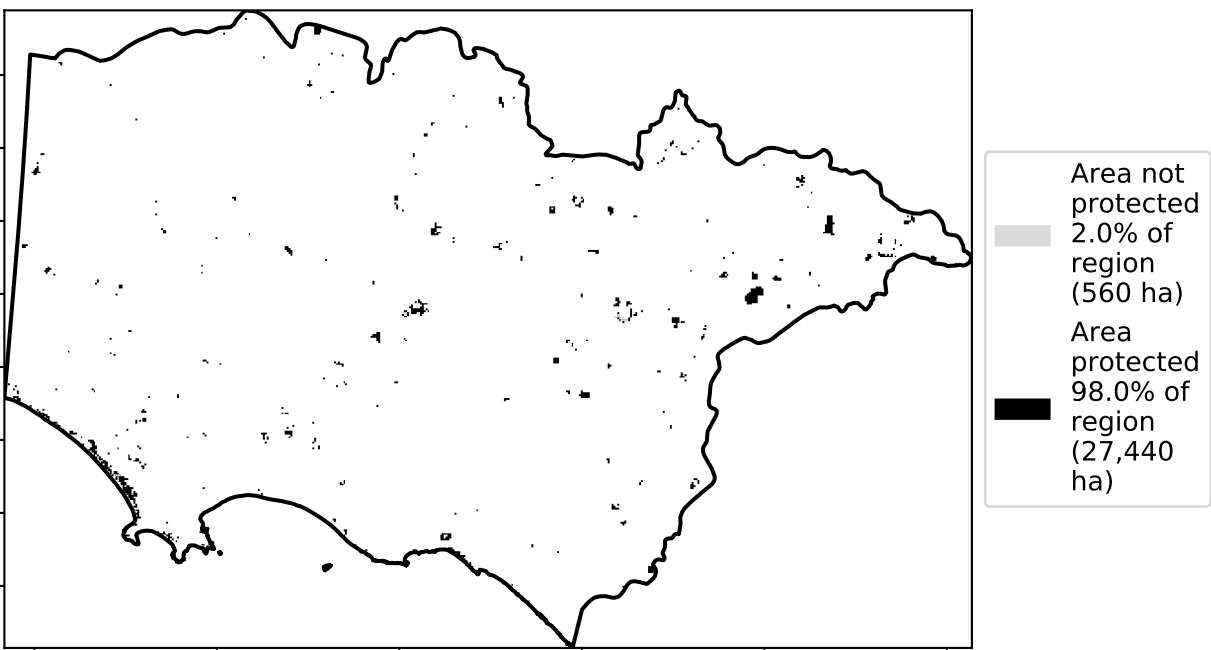 Area not
protected
2.0% of
region
(560 ha)
Area
protected
98.0% of
region
(27,440
ha)